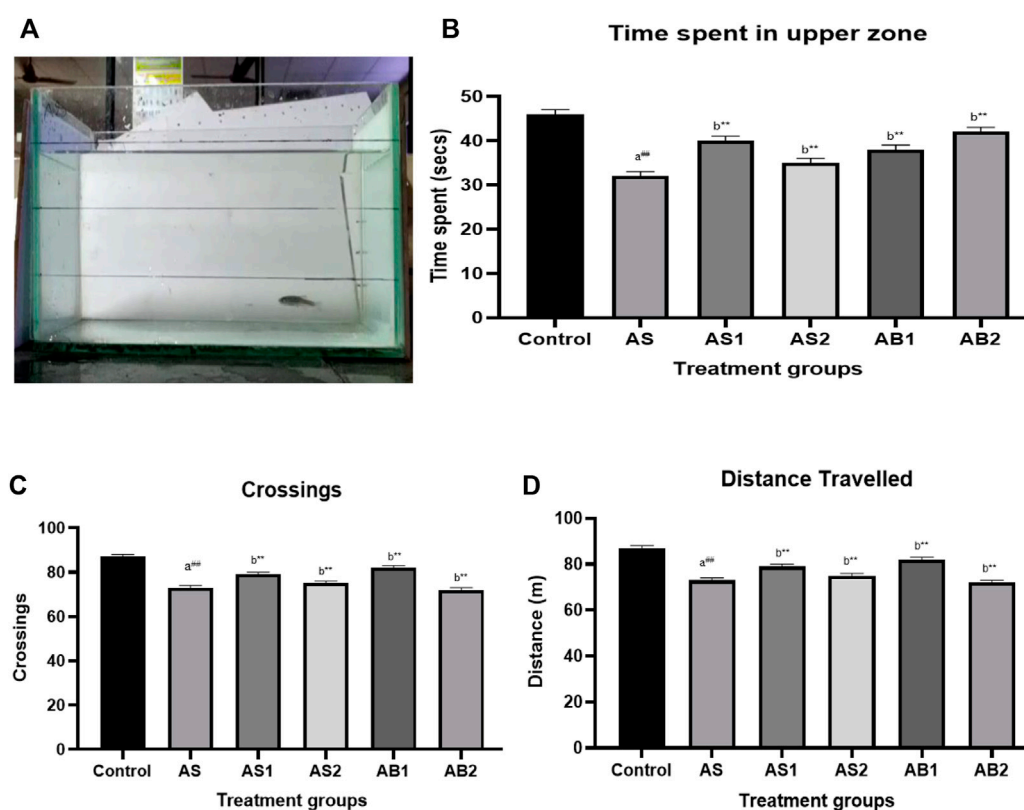 A
B
Time spent in upper zone
Time spent (secs)
50
40
30
20
10
0
a##
b**
b**
b**
b**
Control AS AS1 AS2 AB1 AB2
Treatment groups
C
Crossings
Crossings
100
80
60
40
20
0
a##
b**
b**
b**
b**
Control AS AS1 AS2 AB1 AB2
Treatment groups
D
Distance Travelled
Distance (m)
100
80
60
40
20
0
a##
b**
b**
b**
b**
Control AS AS1 AS2 AB1 AB2
Treatment groups